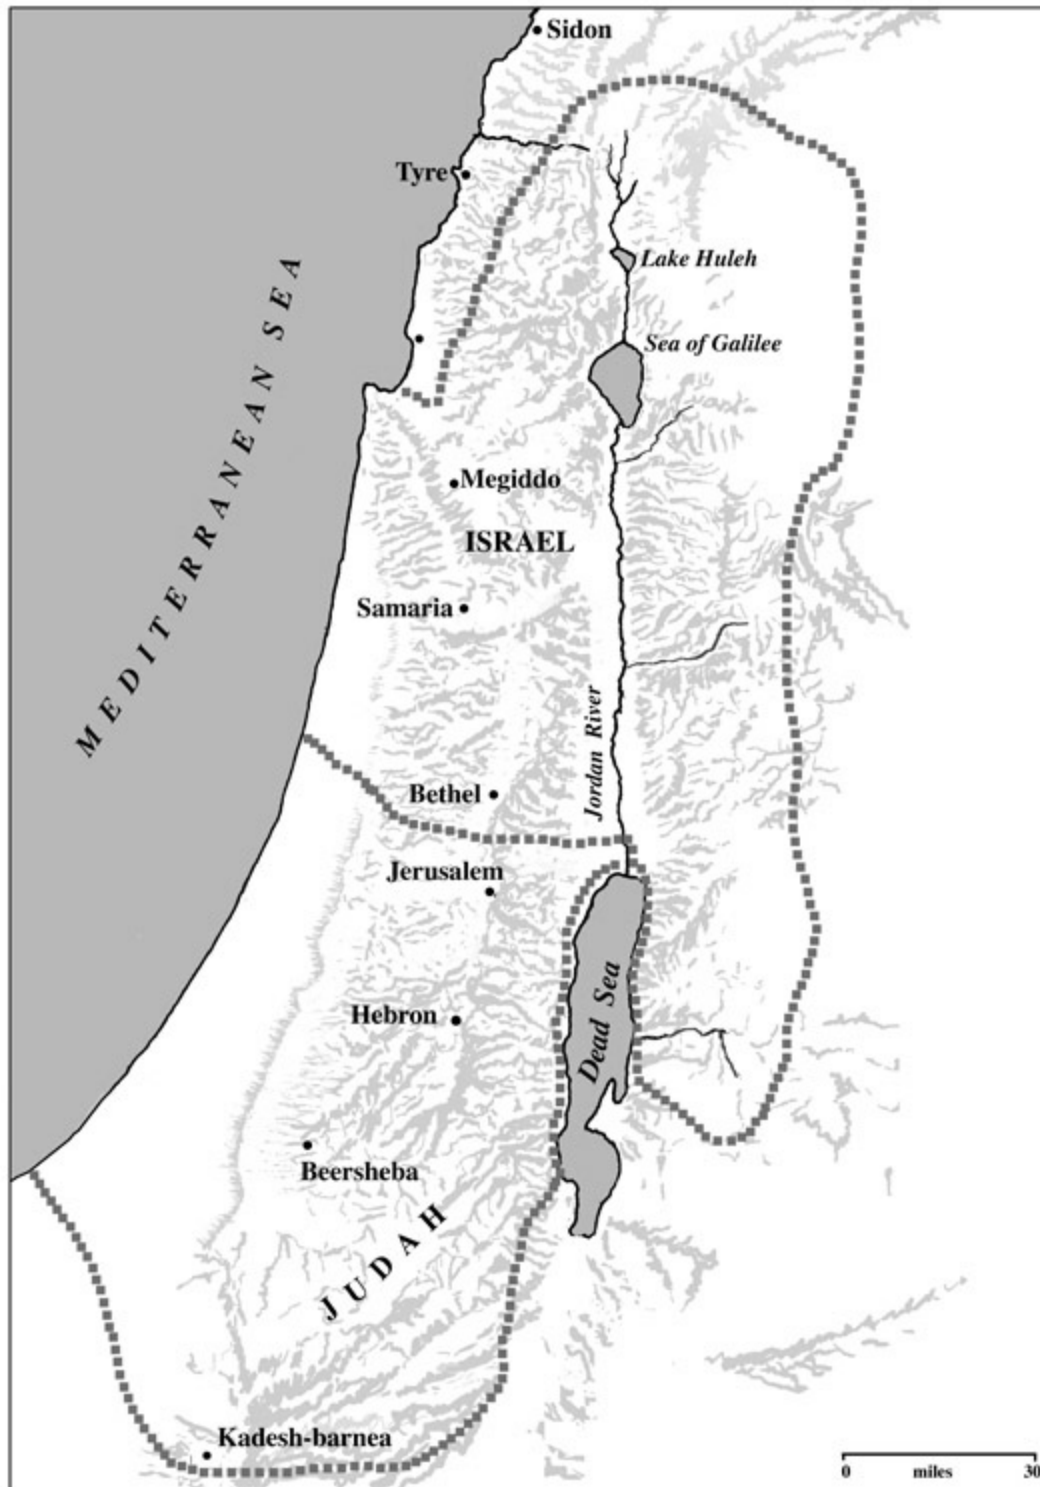 Sidon
Tyre
Lake Huleh
Sea of Galilee
MEDITERRANEAN SEA
Megiddo
ISRAEL
Samaria
Jordan River
Bethel
Jerusalem
Dead Sea
Hebron
Beersheba
JUDAH
Kadesh-barnea
0 miles 30